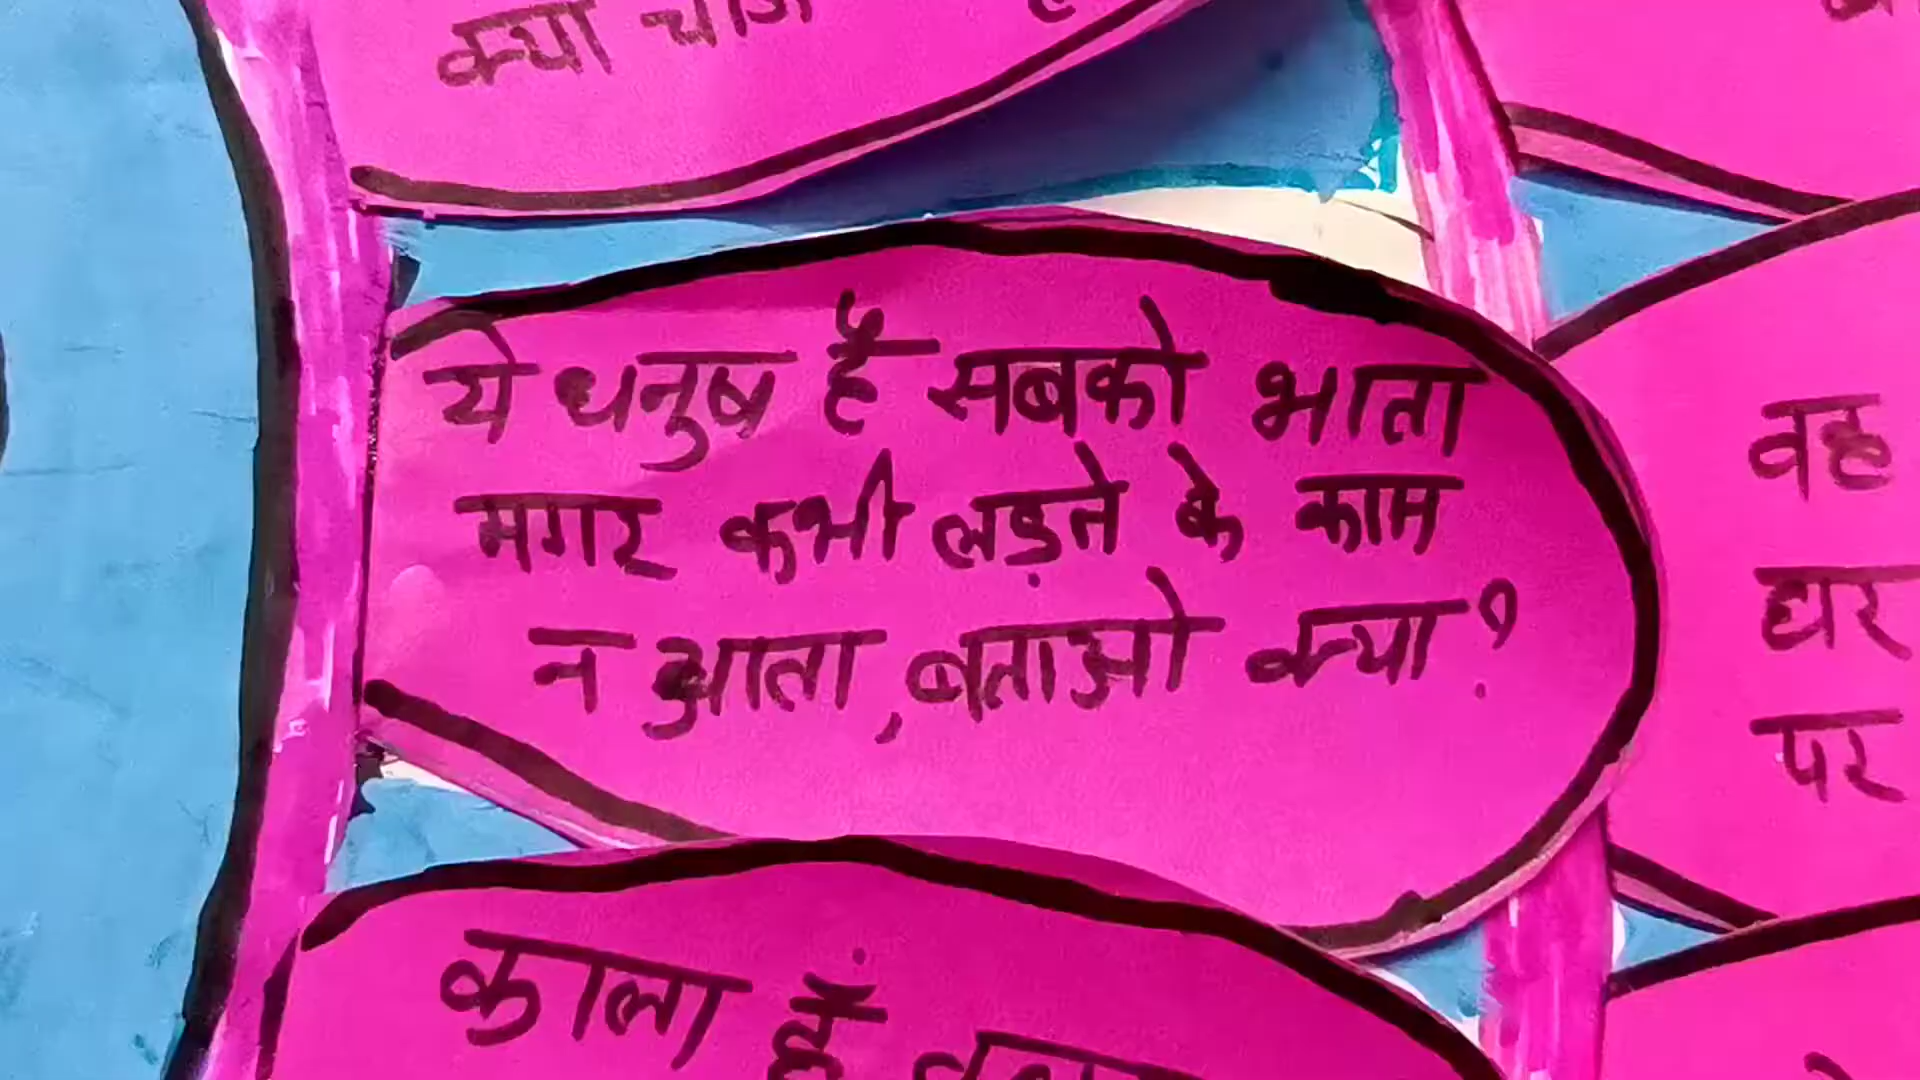 क्या चीज
ये धनुष है सबको भाता
मगर कभी लड़ने के काम
न आता, बताओ क्या?
वह
घर
पर
काला है